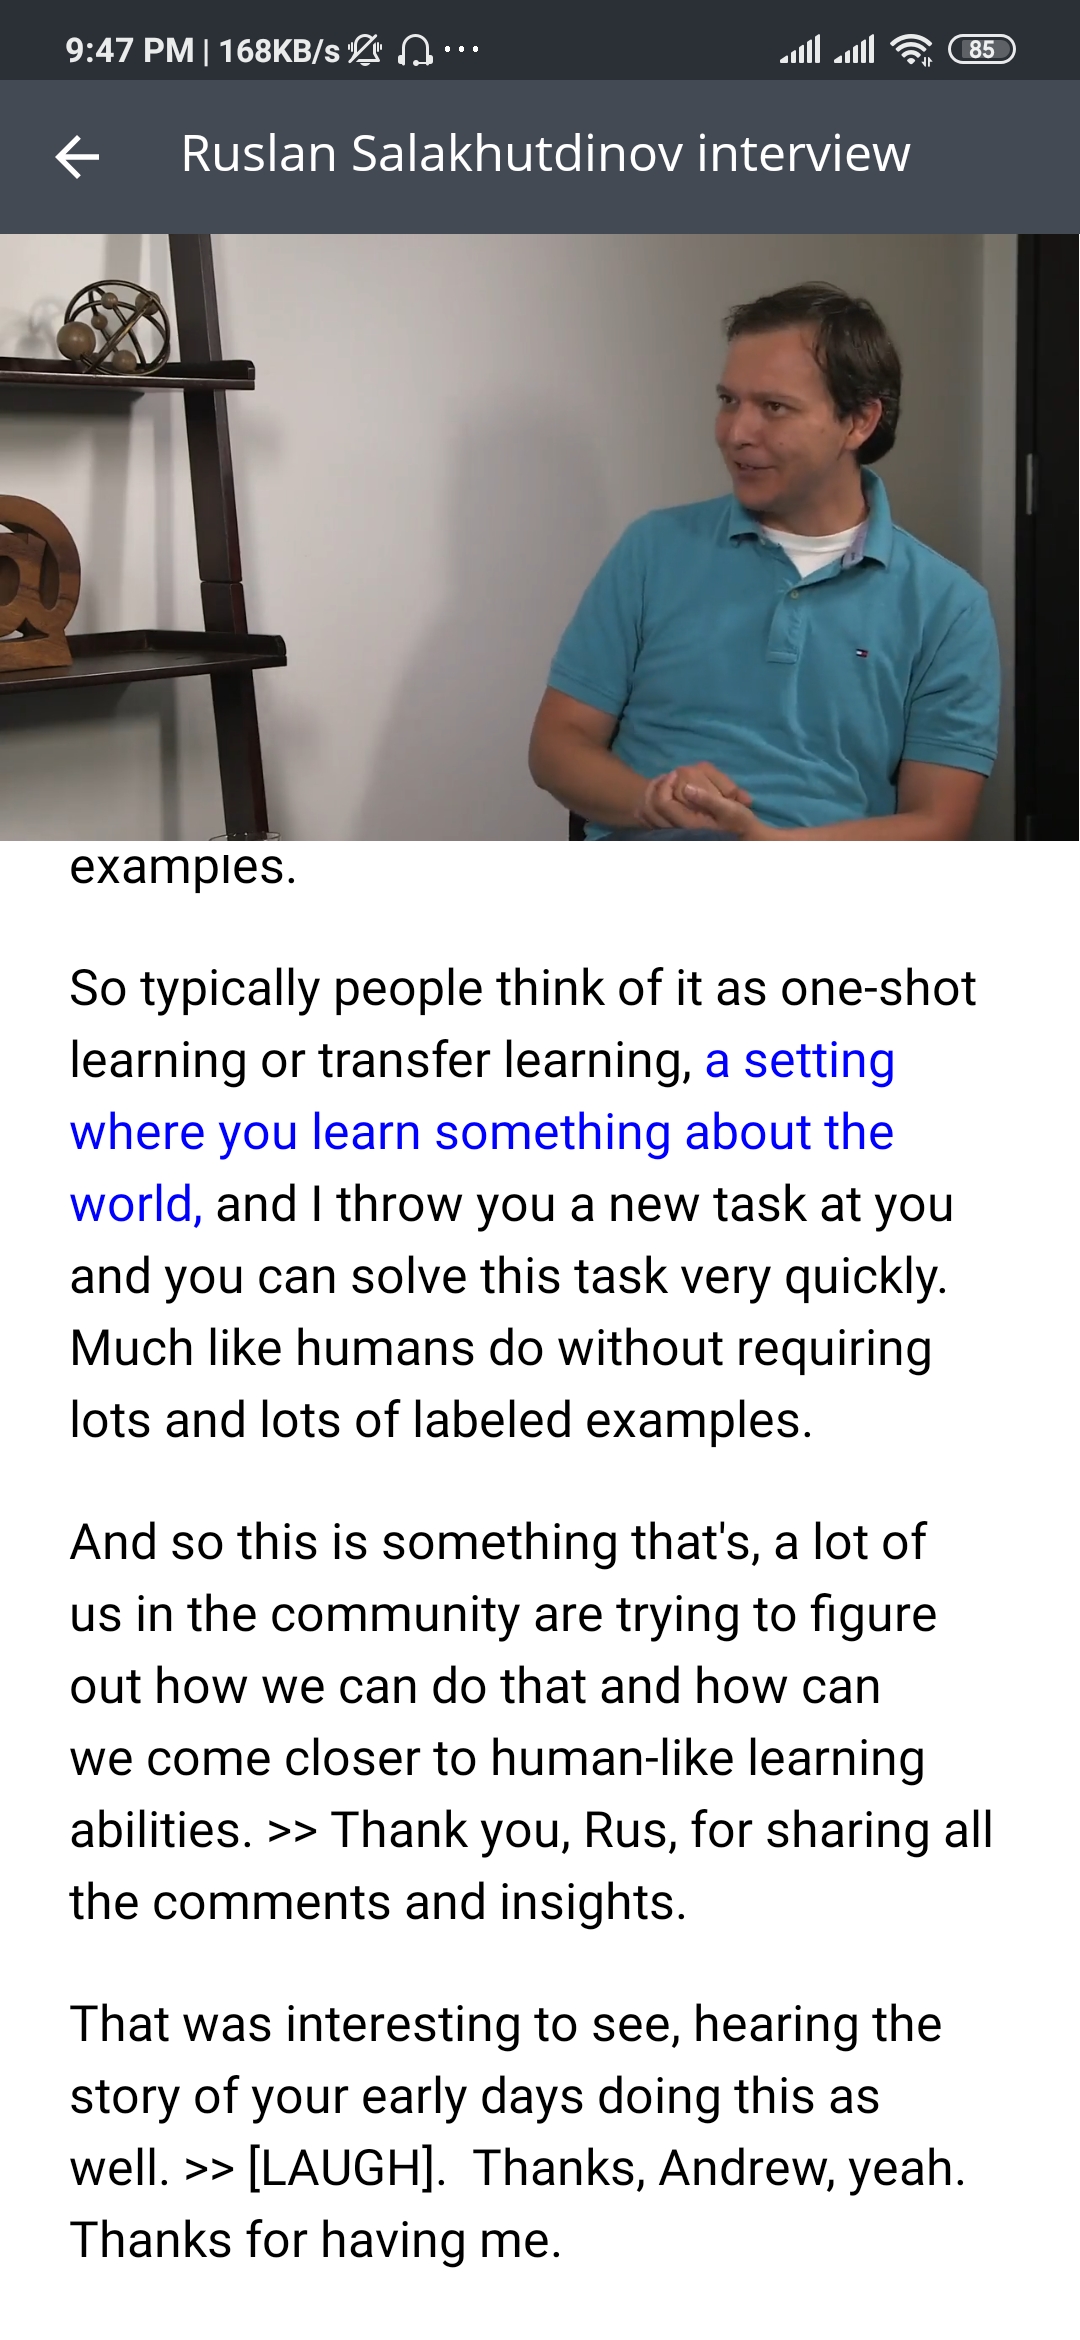 9:47 PM | 168KB/s ... 85
Ruslan Salakhutdinov interview
examples.
So typically people think of it as one-shot
learning or transfer learning, a setting
where you learn something about the
world, and I throw you a new task at you
and you can solve this task very quickly.
Much like humans do without requiring
lots and lots of labeled examples.
And so this is something that's, a lot of
us in the community are trying to figure
out how we can do that and how can
we come closer to human-like learning
abilities. >> Thank you, Rus, for sharing all
the comments and insights.
That was interesting to see, hearing the
story of your early days doing this as
well. >> [LAUGH].  Thanks, Andrew, yeah.
Thanks for having me.